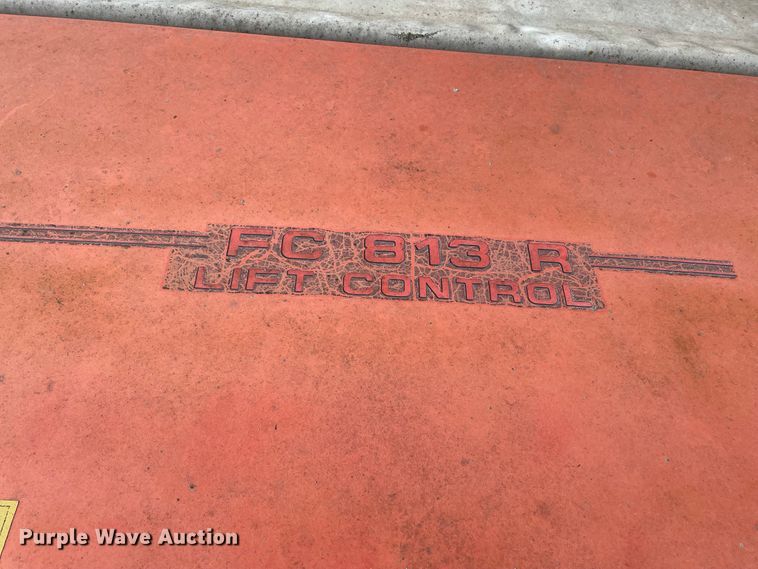 FC 813 R
LIFT CONTROL
Purple Wave Auction